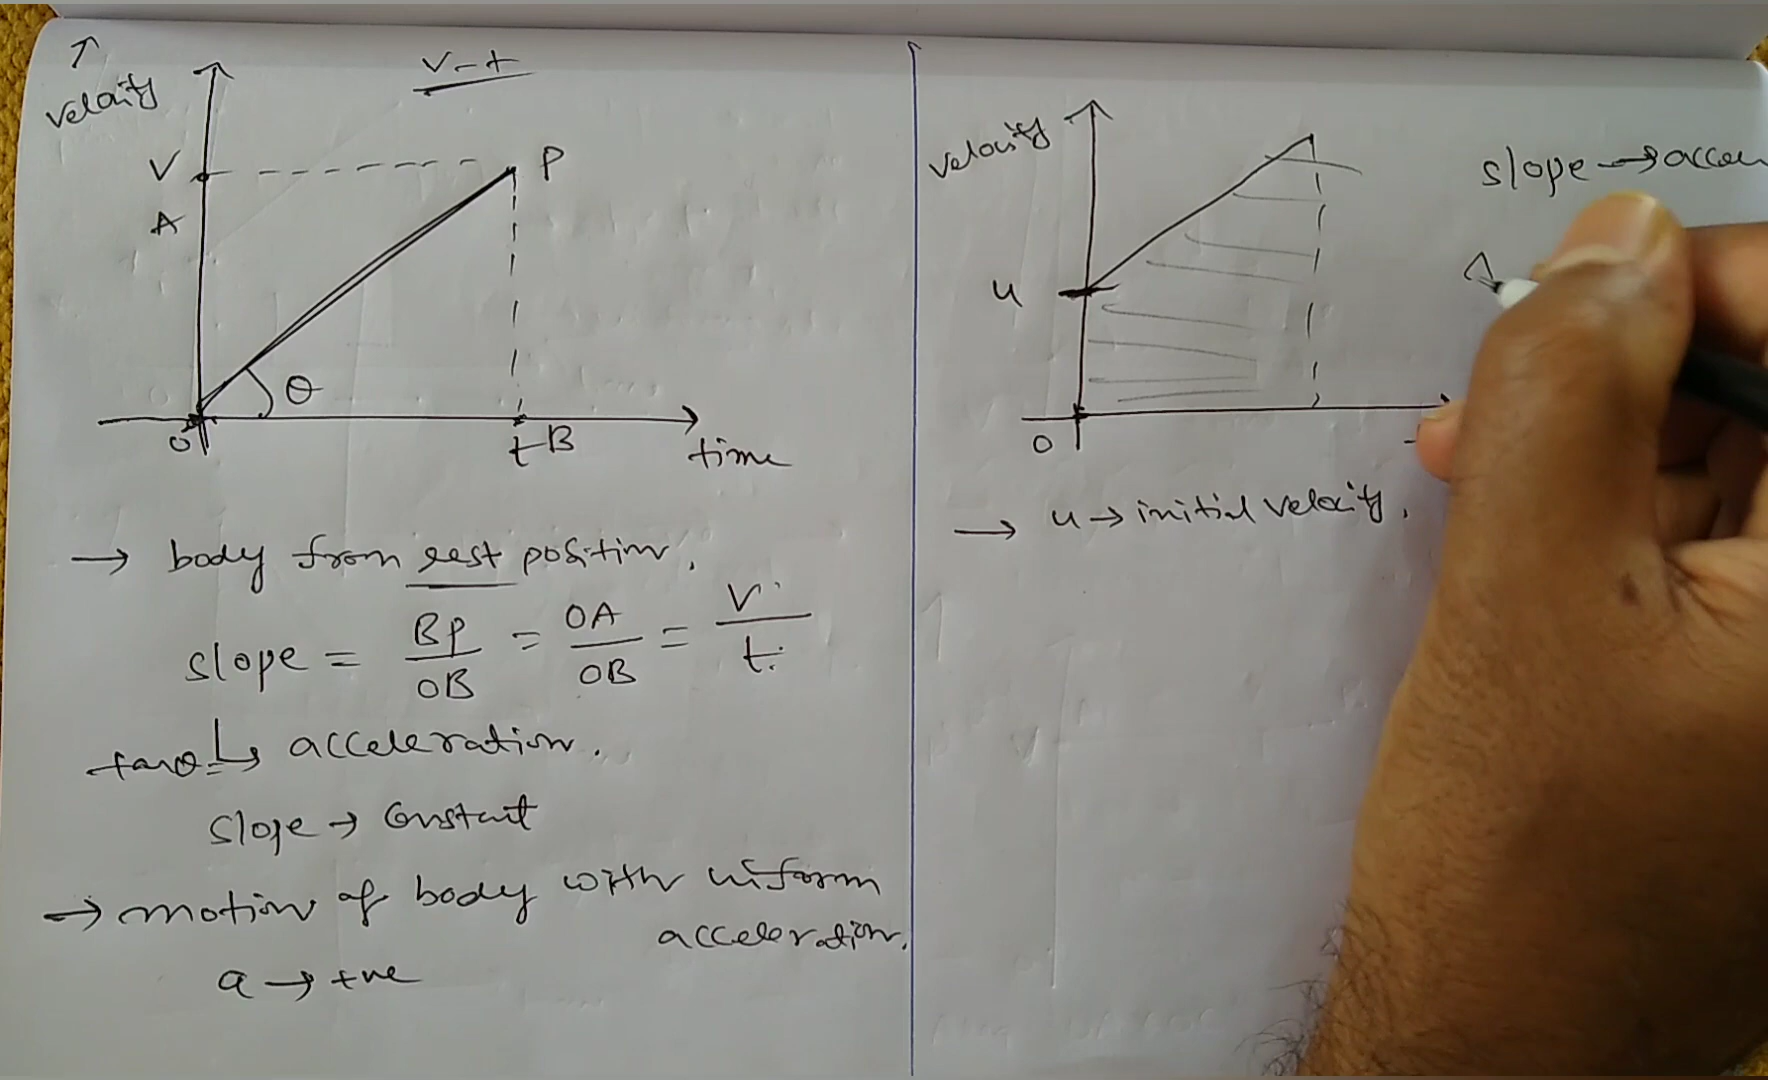 ↑
velocity
v-t
V
P
A
θ
O
t B
time
→ body from rest position.
slope = BP/OB = OA/OB = V/t.
tanθ = ↳ acceleration.
slope → constant
→ motion of body with uniform
acceleration.
a → +ve
velocity
slope → accel
u
O
→ u → initial velocity.